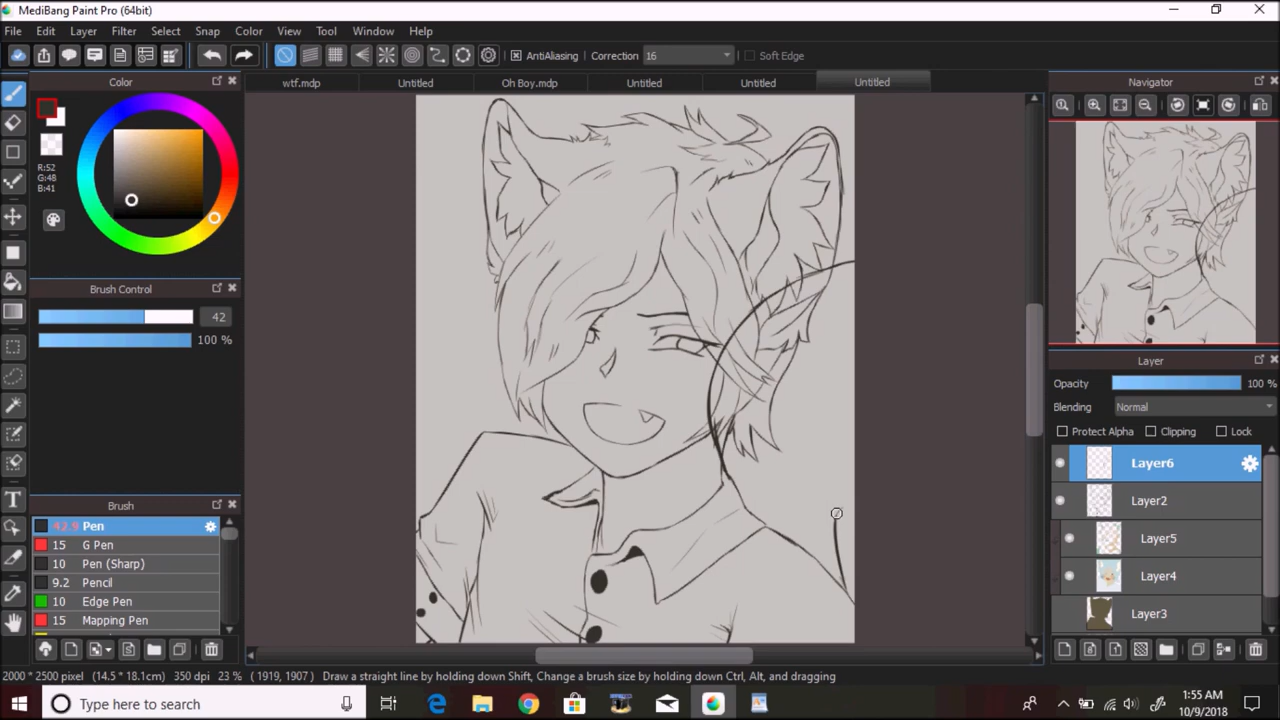 MediBang Paint Pro (64bit)
File Edit Layer Filter Select Snap Color View Tool Window Help
AntiAliasing Correction 16 Soft Edge
Color
wtf.mdp Untitled Oh Boy.mdp Untitled Untitled Untitled
Navigator
R:52
G:48
B:41
Brush Control
42
100 %
Layer
Opacity 100 %
Blending Normal
Protect Alpha Clipping Lock
Layer6
Layer2
Layer5
Layer4
Layer3
Brush
42.9 Pen
15 G Pen
10 Pen (Sharp)
9.2 Pencil
10 Edge Pen
15 Mapping Pen
2000 * 2500 pixel (14.5 * 18.1cm) 350 dpi 23 % ( 1919, 1907 ) Draw a straight line by holding down Shift, Change a brush size by holding down Ctrl, Alt, and dragging
Type here to search
1:55 AM
10/9/2018